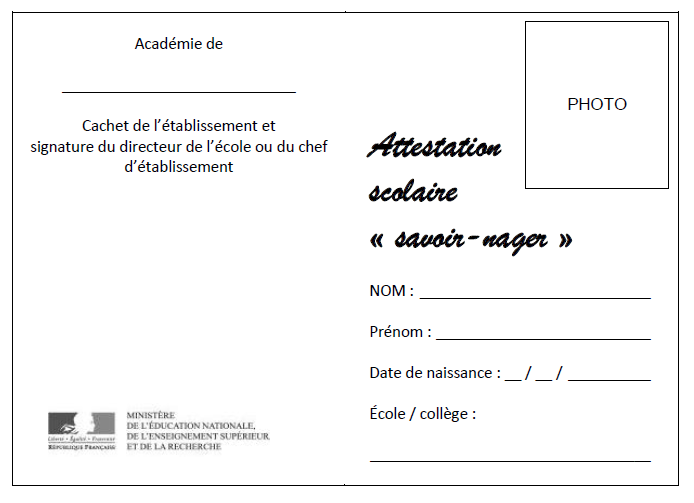 Académie de
Cachet de l'établissement et
signature du directeur de l'école ou du chef
d'établissement
Liberté • Égalité • Fraternité
RÉPUBLIQUE FRANÇAISE
MINISTÈRE
DE L'ÉDUCATION NATIONALE,
DE L'ENSEIGNEMENT SUPÉRIEUR
ET DE LA RECHERCHE
PHOTO
Attestation
scolaire
« savoir-nager »
NOM :
Prénom :
Date de naissance : __ / __ /
École / collège :